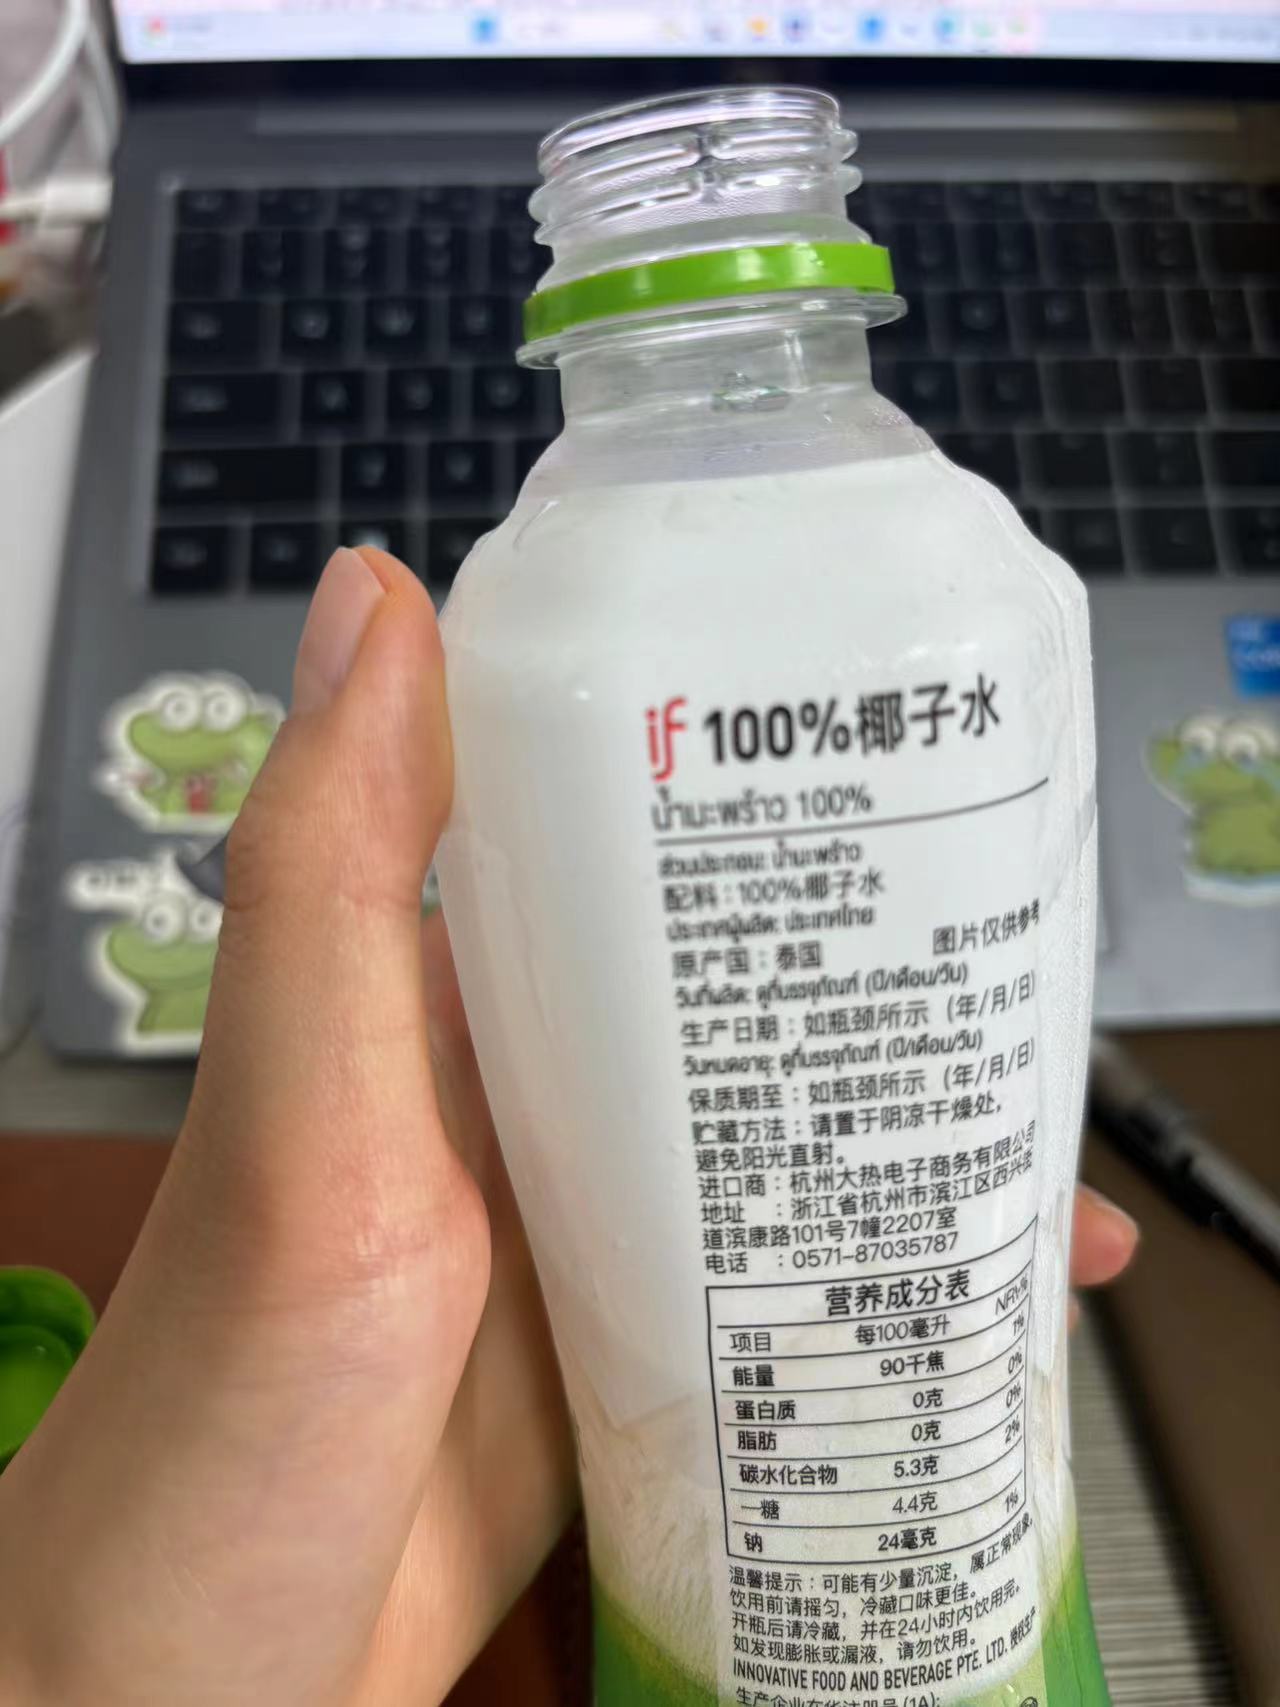 if 100%椰子水
น้ำมะพร้าว 100%
ส่วนประกอบ: น้ำมะพร้าว
配料：100%椰子水
ประเทศผู้ผลิต: ประเทศไทย
原产国：泰国
图片仅供参考
วันที่ผลิต: ดูที่บรรจุภัณฑ์ (ปี/เดือน/วัน)
生产日期：如瓶颈所示（年/月/日）
วันหมดอายุ: ดูที่บรรจุภัณฑ์ (ปี/เดือน/วัน)
保质期至：如瓶颈所示（年/月/日）
贮藏方法：请置于阴凉干燥处，
避免阳光直射。
进口商：杭州大热电子商务有限公司
地址 ：浙江省杭州市滨江区西兴街
道滨康路101号7幢2207室
电话 ：0571-87035787
营养成分表
项目 每100毫升 NRV%
能量 90千焦 1%
蛋白质 0克 0%
脂肪 0克 0%
碳水化合物 5.3克 2%
—糖 4.4克
钠 24毫克 1%
温馨提示：可能有少量沉淀，属正常现象。
饮用前请摇匀，冷藏口味更佳。
开瓶后请冷藏，并在24小时内饮用完。
如发现膨胀或漏液，请勿饮用。
INNOVATIVE FOOD AND BEVERAGE PTE. LTD. 授权生产
生产企业在华注册号(1A):